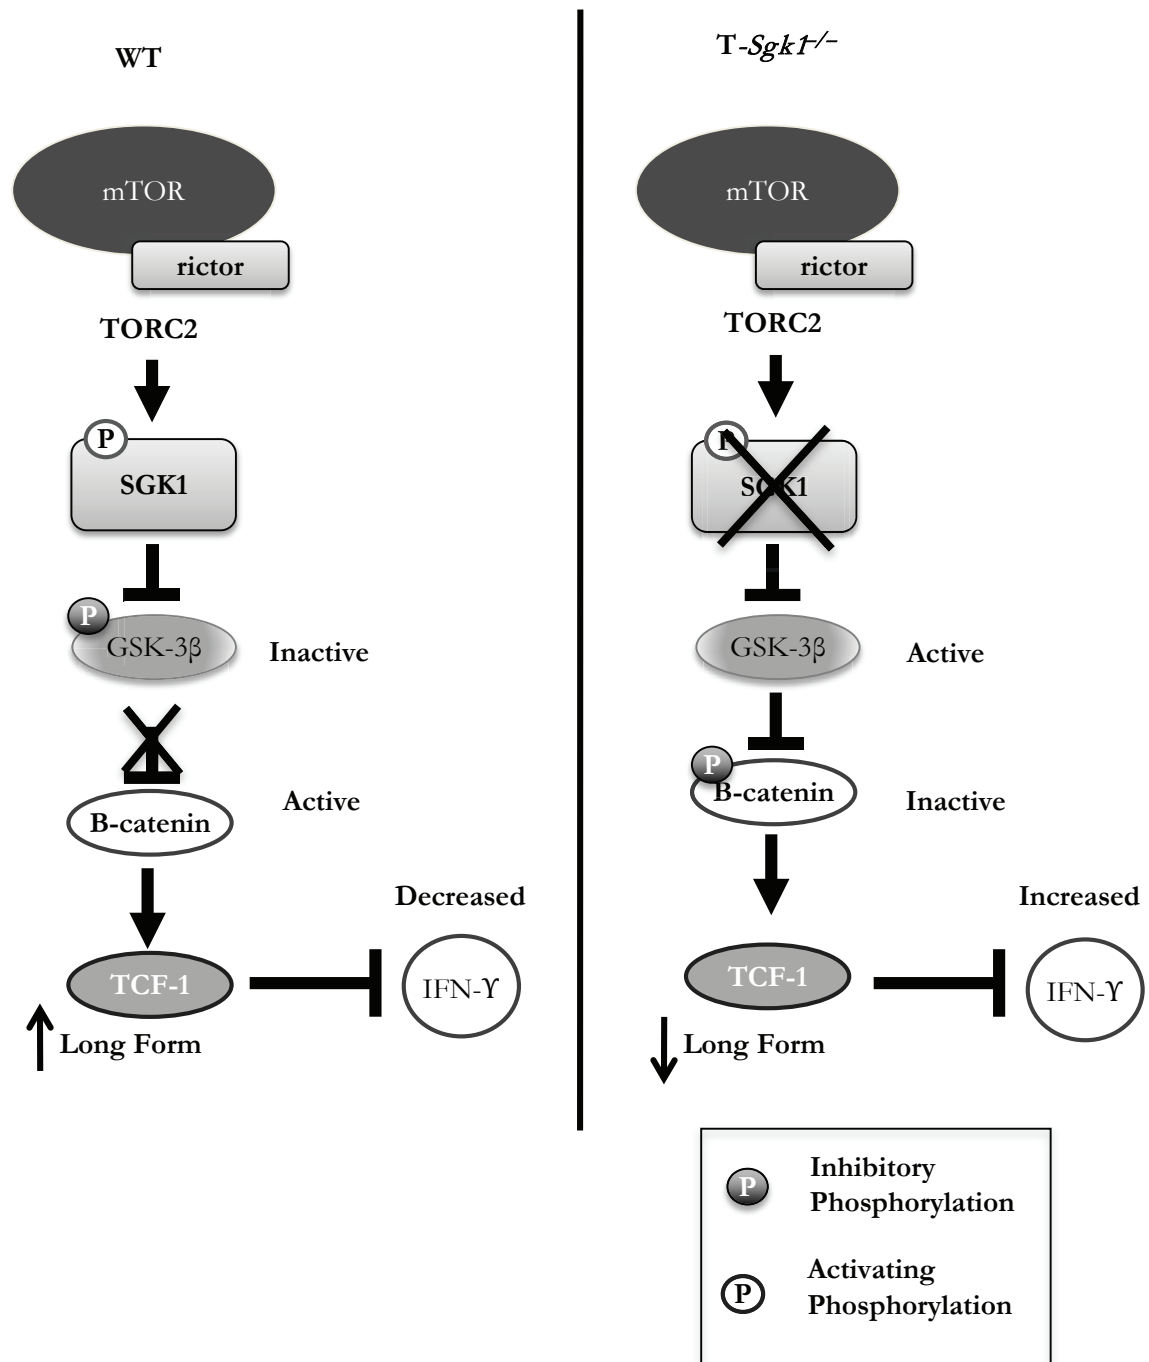 WT
mTOR
rictor
TORC2
P
SGK1
P
GSK-3β
Inactive
Active
B-catenin
Decreased
TCF-1
IFN-ϒ
Long Form
T-Sgk1-/-
mTOR
rictor
TORC2
P
SGK1
GSK-3β
Active
P
B-catenin
Inactive
Increased
TCF-1
IFN-ϒ
Long Form
P
Inhibitory
Phosphorylation
P
Activating
Phosphorylation